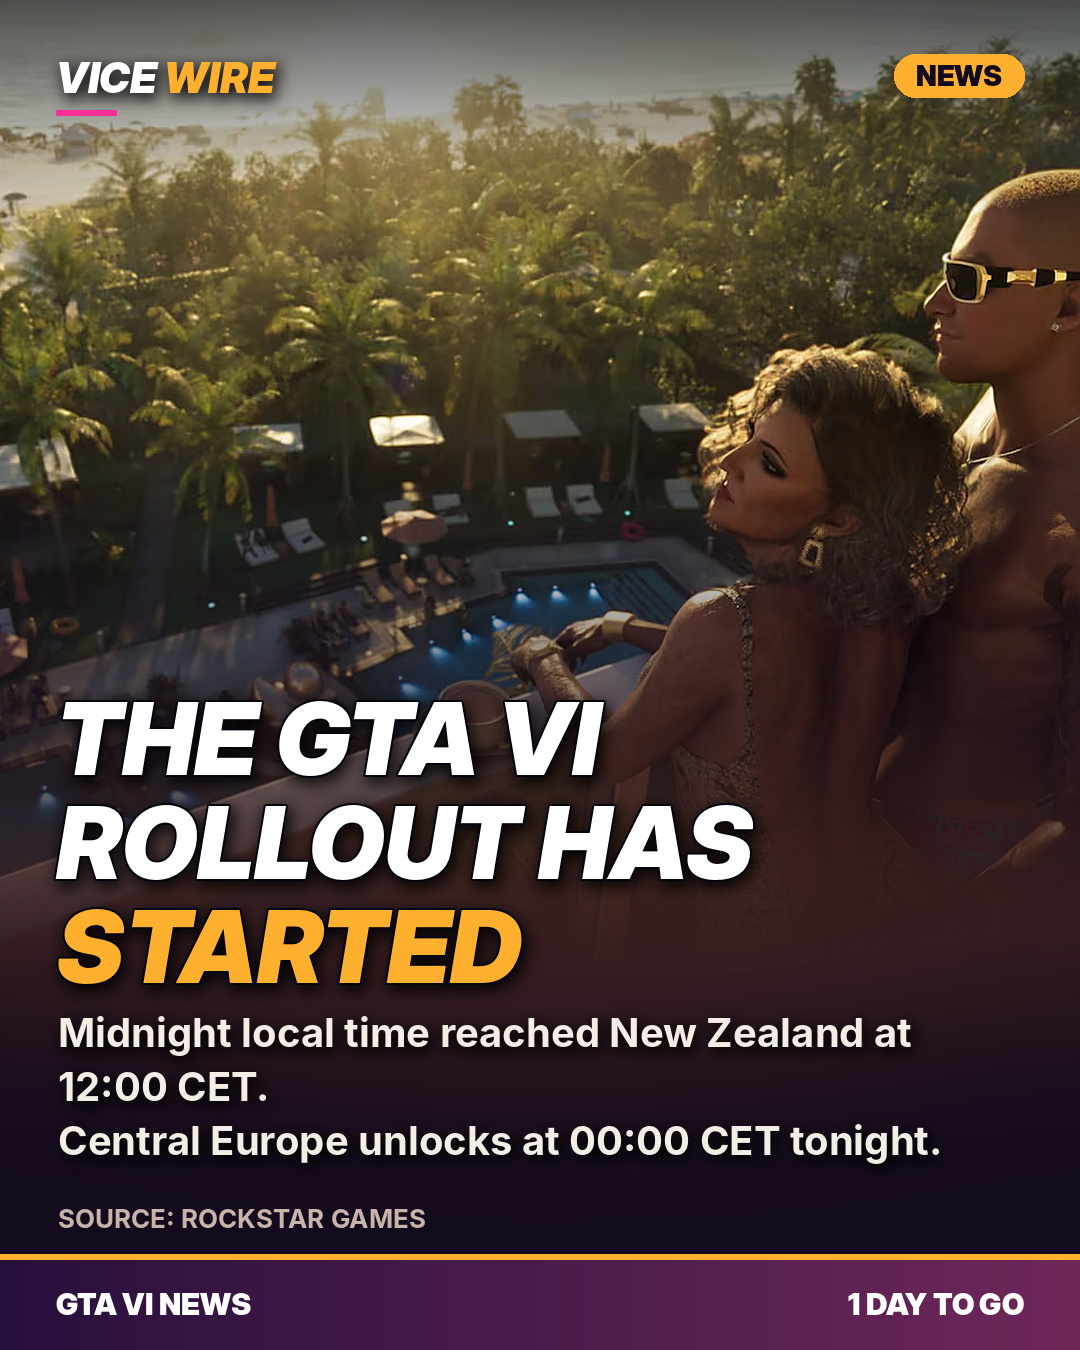 VICE WIRE
NEWS
THE GTA VI
ROLLOUT HAS
STARTED
Midnight local time reached New Zealand at
12:00 CET.
Central Europe unlocks at 00:00 CET tonight.
SOURCE: ROCKSTAR GAMES
GTA VI NEWS
1 DAY TO GO